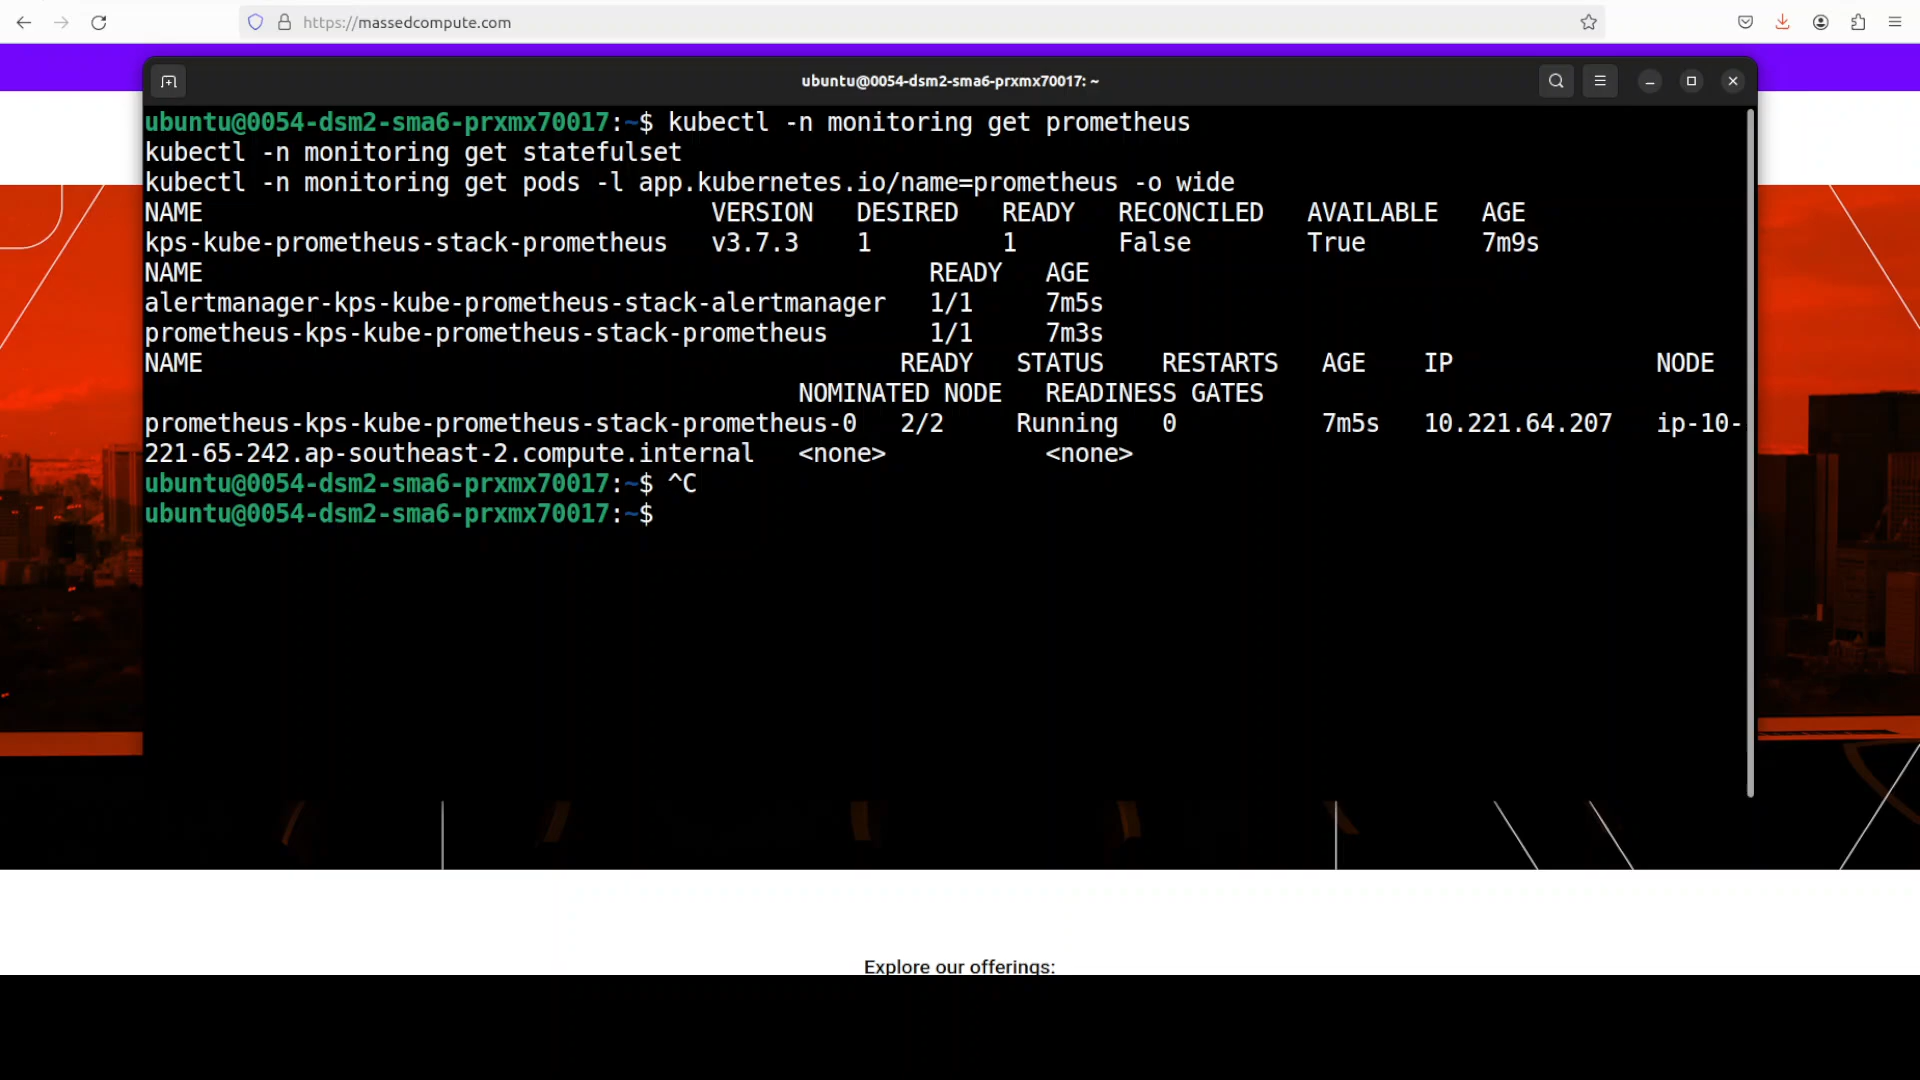 https://massedcompute.com
ubuntu@0054-dsm2-sma6-prxmx70017: ~
ubuntu@0054-dsm2-sma6-prxmx70017:~$ kubectl -n monitoring get prometheus
kubectl -n monitoring get statefulset
kubectl -n monitoring get pods -l app.kubernetes.io/name=prometheus -o wide
NAME VERSION DESIRED READY RECONCILED AVAILABLE AGE
kps-kube-prometheus-stack-prometheus v3.7.3 1 1 False True 7m9s
NAME READY AGE
alertmanager-kps-kube-prometheus-stack-alertmanager 1/1 7m5s
prometheus-kps-kube-prometheus-stack-prometheus 1/1 7m3s
NAME READY STATUS RESTARTS AGE IP NODE
NOMINATED NODE READINESS GATES
prometheus-kps-kube-prometheus-stack-prometheus-0 2/2 Running 0 7m5s 10.221.64.207 ip-10-
221-65-242.ap-southeast-2.compute.internal <none> <none>
ubuntu@0054-dsm2-sma6-prxmx70017:~$ ^C
ubuntu@0054-dsm2-sma6-prxmx70017:~$
Explore our offerings: